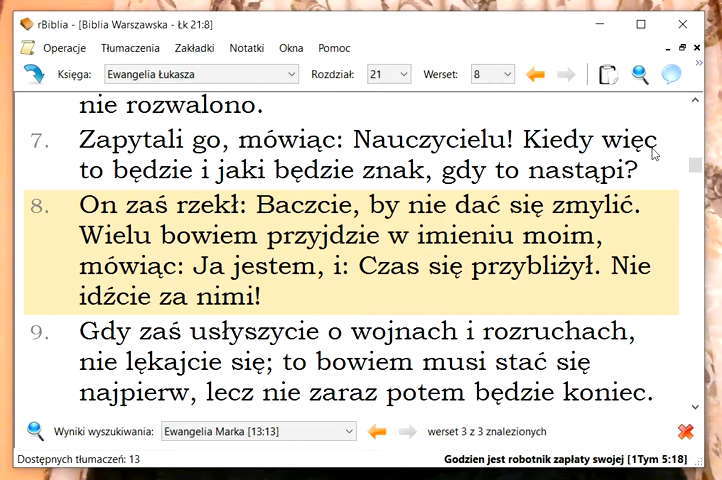 rBiblia - [Biblia Warszawska - Łk 21:8]
Operacje Tłumaczenia Zakładki Notatki Okna Pomoc
Księga: Ewangelia Łukasza Rozdział: 21 Werset: 8
nie rozwalono.
7. Zapytali go, mówiąc: Nauczycielu! Kiedy więc
to będzie i jaki będzie znak, gdy to nastąpi?
8. On zaś rzekł: Baczcie, by nie dać się zmylić.
Wielu bowiem przyjdzie w imieniu moim,
mówiąc: Ja jestem, i: Czas się przybliżył. Nie
idźcie za nimi!
9. Gdy zaś usłyszycie o wojnach i rozruchach,
nie lękajcie się; to bowiem musi stać się
najpierw, lecz nie zaraz potem będzie koniec.
Wyniki wyszukiwania: Ewangelia Marka [13:13] werset 3 z 3 znalezionych
Dostępnych tłumaczeń: 13 Godzien jest robotnik zapłaty swojej [1Tym 5:18]